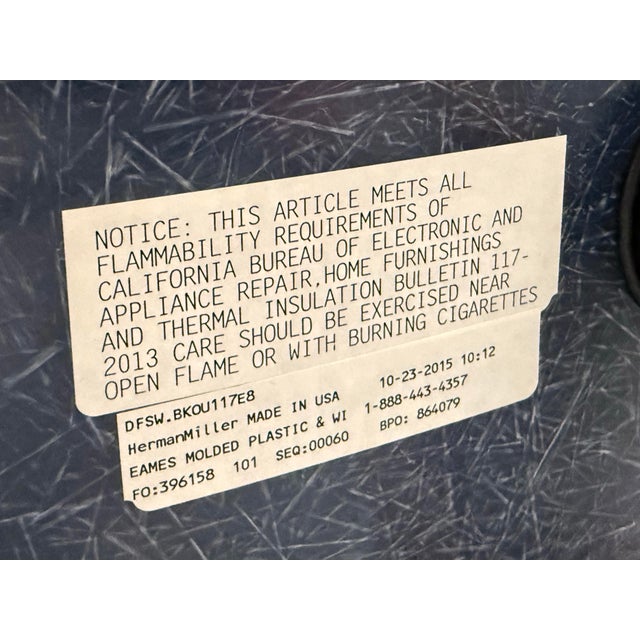 NOTICE: THIS ARTICLE MEETS ALL
FLAMMABILITY REQUIREMENTS OF
CALIFORNIA BUREAU OF ELECTRONIC AND
APPLIANCE REPAIR,HOME FURNISHINGS
AND THERMAL INSULATION BULLETIN 117-
2013 CARE SHOULD BE EXERCISED NEAR
OPEN FLAME OR WITH BURNING CIGARETTES
DFSW.BKOU117E8 10-23-2015 10:12
HermanMiller MADE IN USA 1-888-443-4357
EAMES MOLDED PLASTIC & WI BPO: 864079
FO:396158 101 SEQ:00060